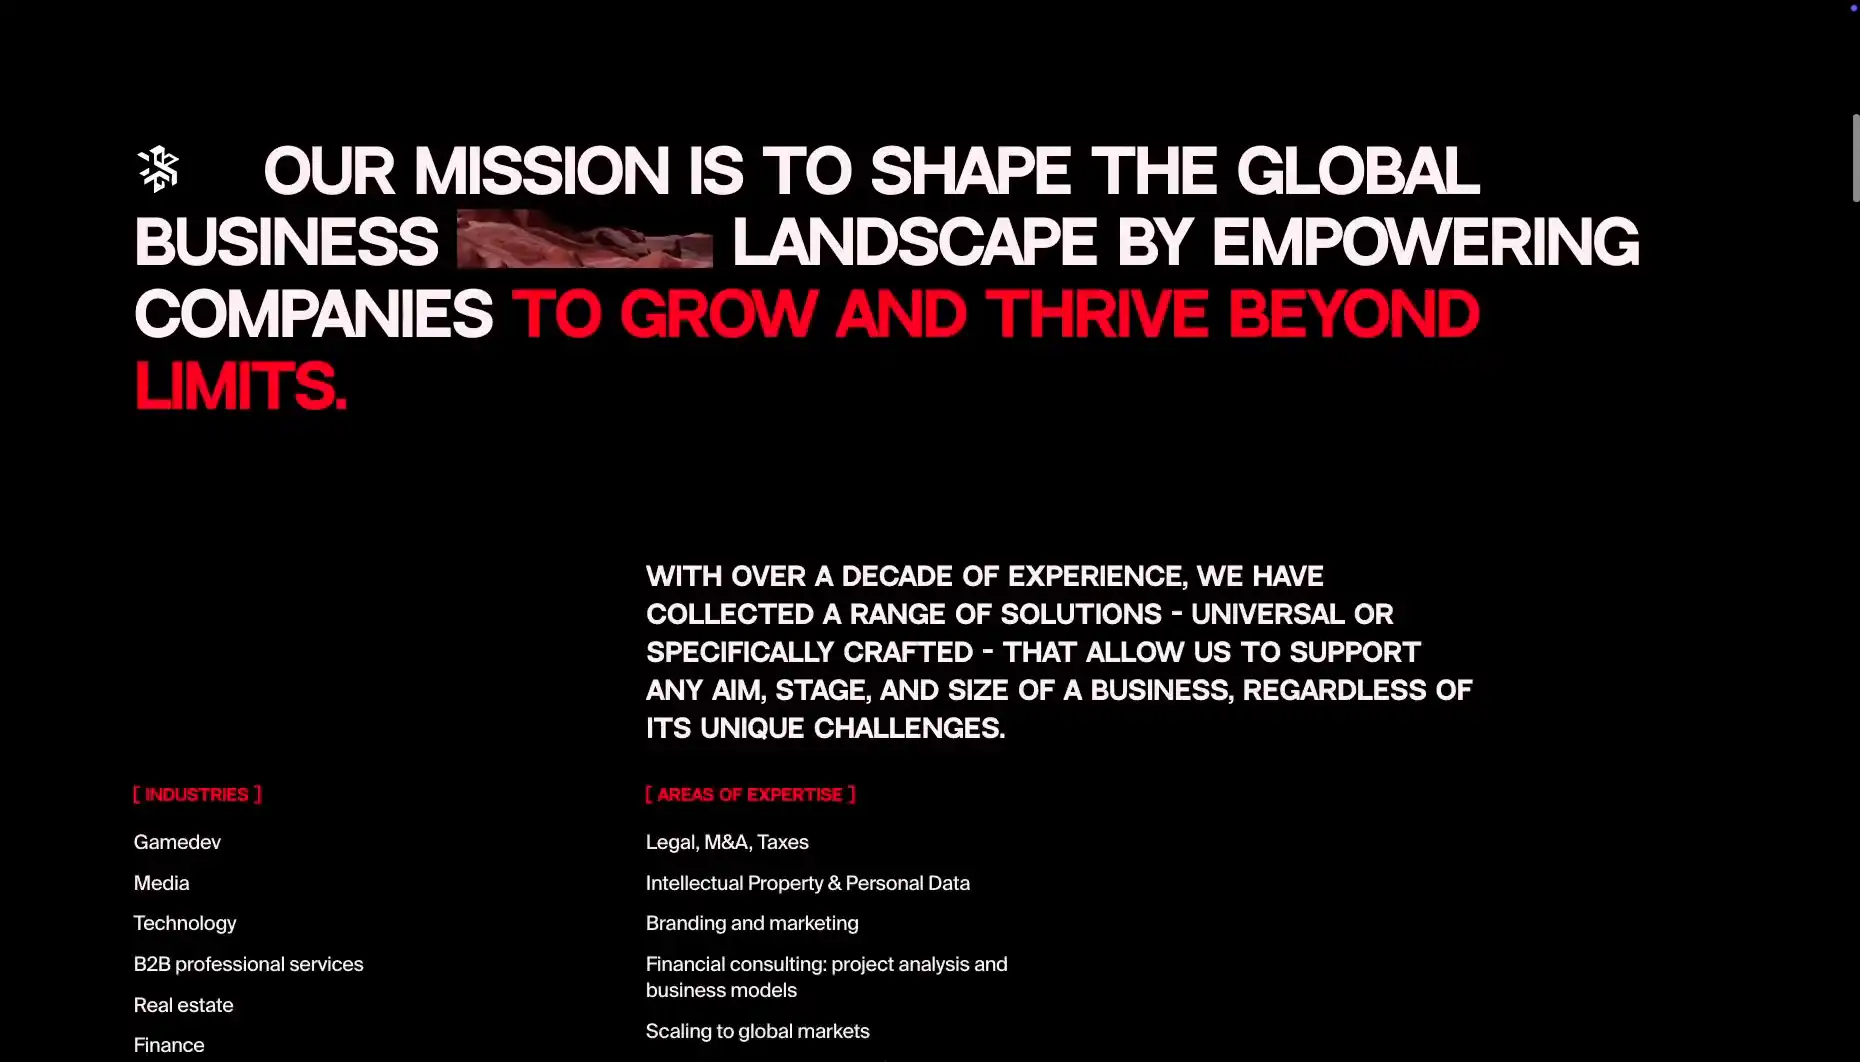 OUR MISSION IS TO SHAPE THE GLOBAL
BUSINESS LANDSCAPE BY EMPOWERING
COMPANIES TO GROW AND THRIVE BEYOND
LIMITS.
WITH OVER A DECADE OF EXPERIENCE, WE HAVE
COLLECTED A RANGE OF SOLUTIONS - UNIVERSAL OR
SPECIFICALLY CRAFTED - THAT ALLOW US TO SUPPORT
ANY AIM, STAGE, AND SIZE OF A BUSINESS, REGARDLESS OF
ITS UNIQUE CHALLENGES.
[ INDUSTRIES ]
Gamedev
Media
Technology
B2B professional services
Real estate
Finance
[ AREAS OF EXPERTISE ]
Legal, M&A, Taxes
Intellectual Property & Personal Data
Branding and marketing
Financial consulting: project analysis and
business models
Scaling to global markets